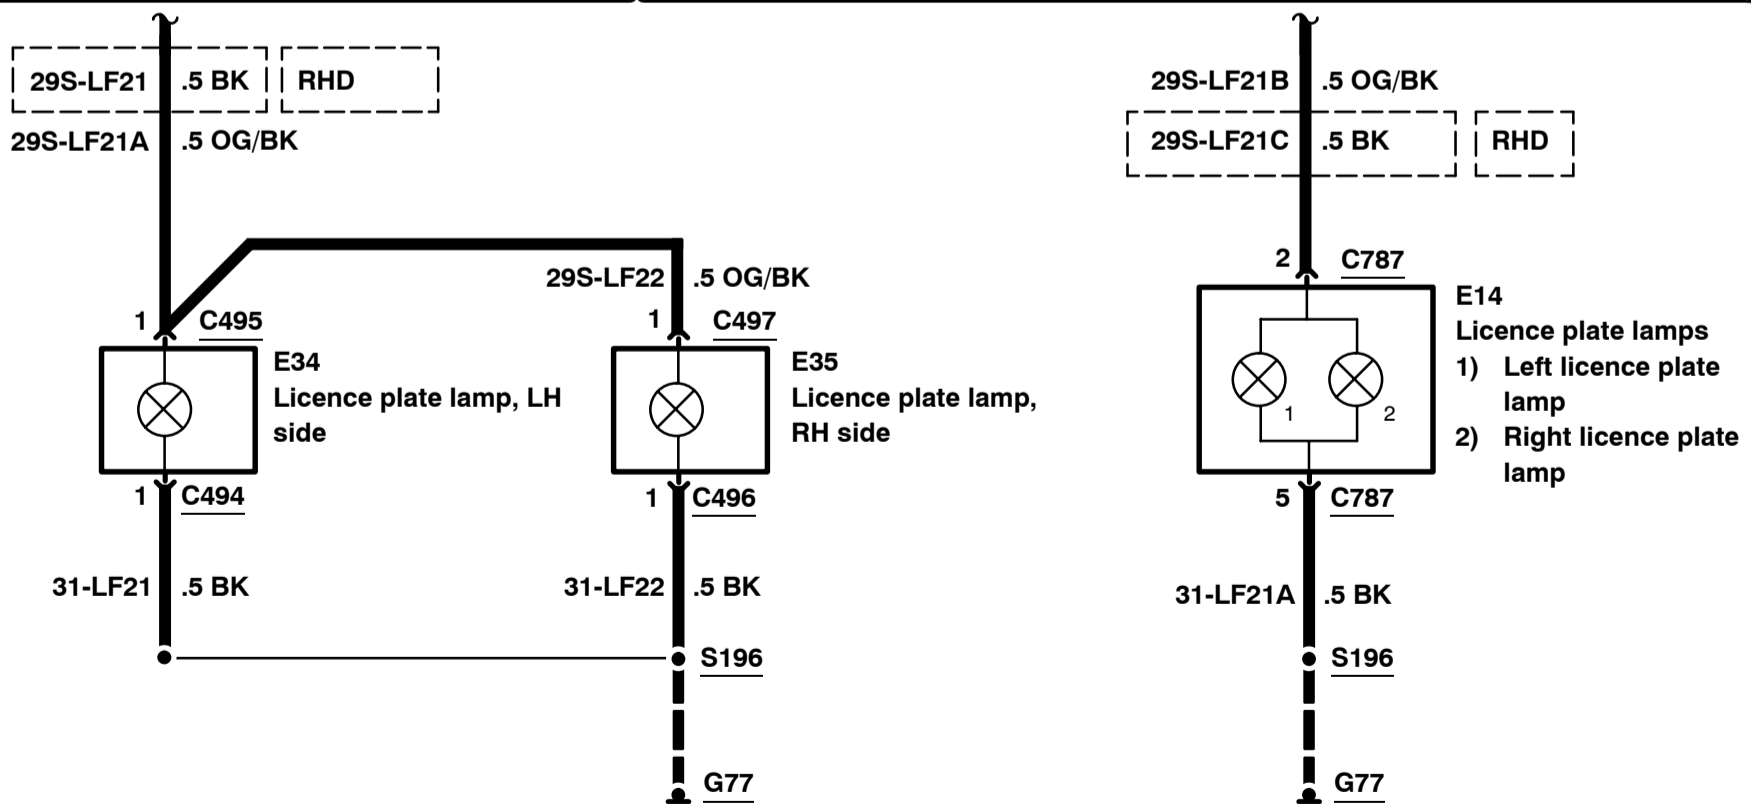 29S-LF21 .5 BK RHD
29S-LF21A .5 OG/BK
29S-LF22 .5 OG/BK
1 C495
1 C497
E34
Licence plate lamp, LH
side
E35
Licence plate lamp,
RH side
1 C494
1 C496
31-LF21 .5 BK
31-LF22 .5 BK
S196
G77
29S-LF21B .5 OG/BK
29S-LF21C .5 BK RHD
2 C787
E14
Licence plate lamps
1) Left licence plate
lamp
2) Right licence plate
lamp
1 2
5 C787
31-LF21A .5 BK
S196
G77